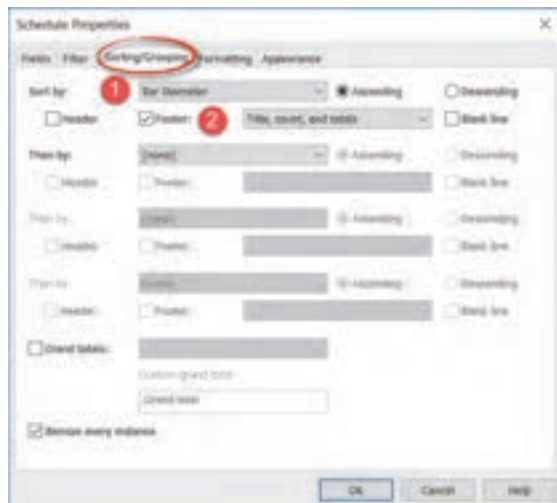 Schedule Properties
Fields Filter Sorting/Grouping Formatting Appearance
Sort by: 1 Bar Diameter Ascending Descending
Header Footer: 2 Title, count, and totals Blank line
Then by: (none) Ascending Descending
Header Footer: Blank line
Then by: (none) Ascending Descending
Header Footer: Blank line
Then by: (none) Ascending Descending
Header Footer: Blank line
Grand totals:
Custom grand total
Grand total
Itemize every instance
OK Cancel Help